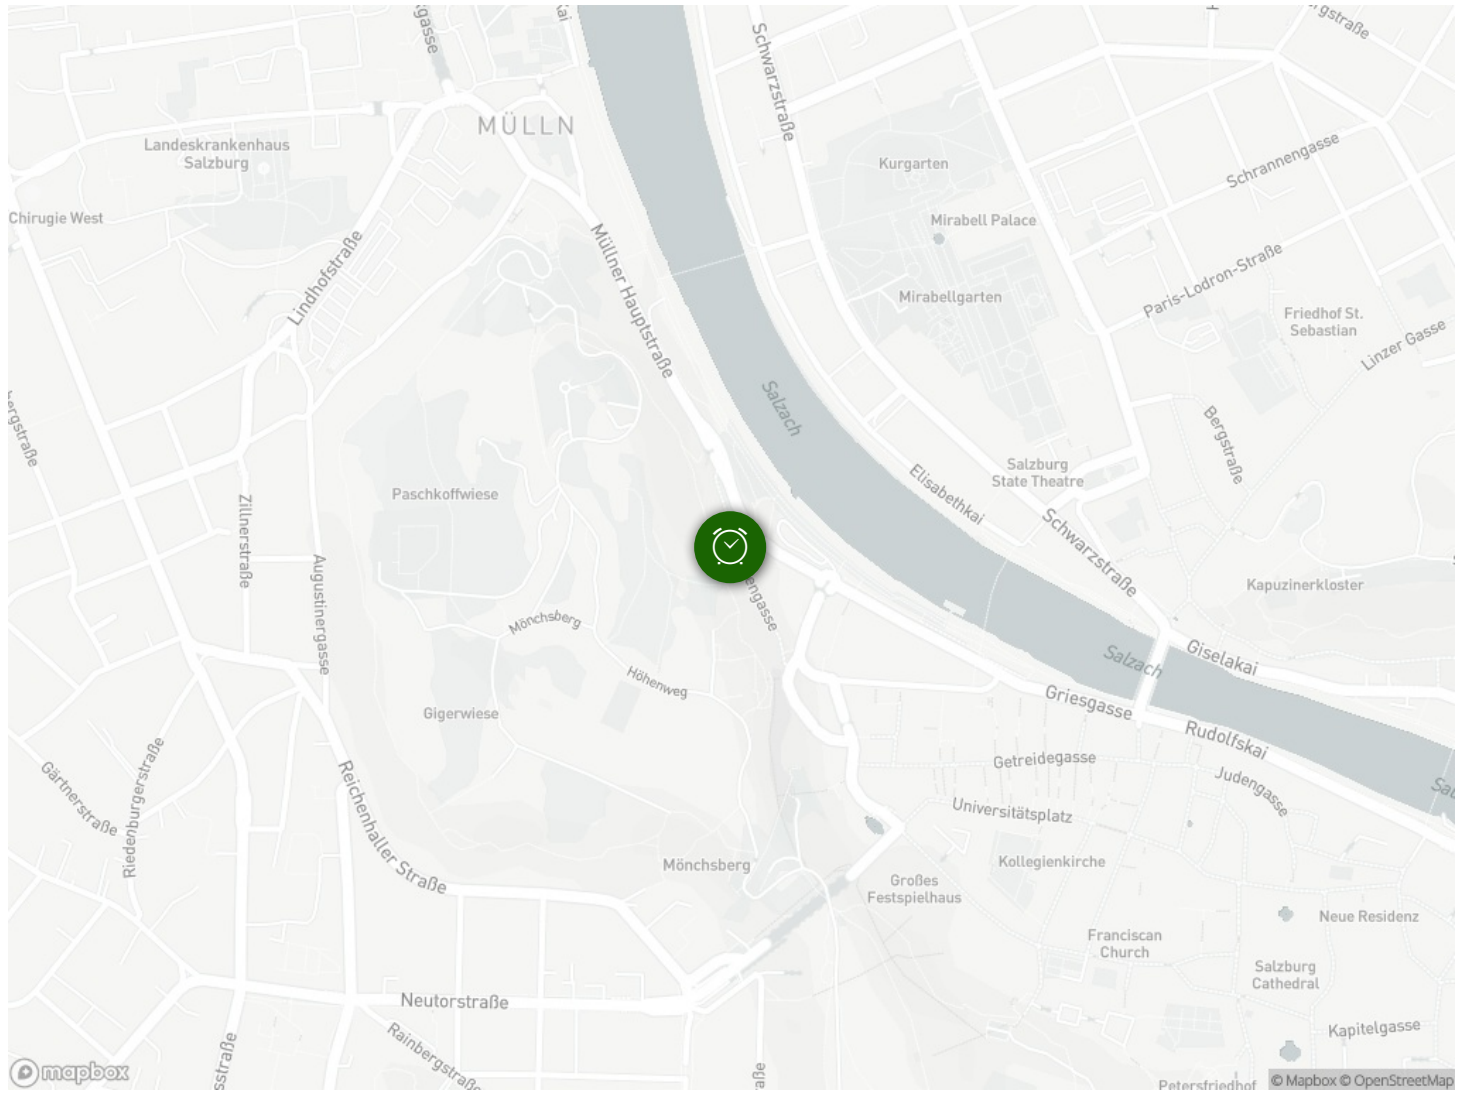 Schwarzstraße
MÜLLN
Landeskrankenhaus
Salzburg
Kurgarten
Schrannengasse
Chirugie West
Mirabell Palace
Lindhofstraße
Müllner Hauptstraße
Paris-Lodron-Straße
Mirabellgarten
Friedhof St.
Sebastian
Linzer Gasse
Salzach
Bergstraße
Salzburg
State Theatre
Elisabethkai
Paschkoffwiese
Zillnerstraße
Schwarzstraße
Augustinergasse
Kapuzinerkloster
Mönchsberg
Salzach
Giselakai
Höhenweg
Griesgasse
Gigerwiese
Rudolfskai
Getreidegasse
Judengasse
Gärtnerstraße
Riedenburgerstraße
Reichenhaller Straße
Universitätsplatz
Mönchsberg
Kollegienkirche
Großes
Festspielhaus
Neue Residenz
Franciscan
Church
Salzburg
Cathedral
Neutorstraße
Rainbergstraße
Kapitelgasse
Petersfriedhof
mapbox
© Mapbox © OpenStreetMap